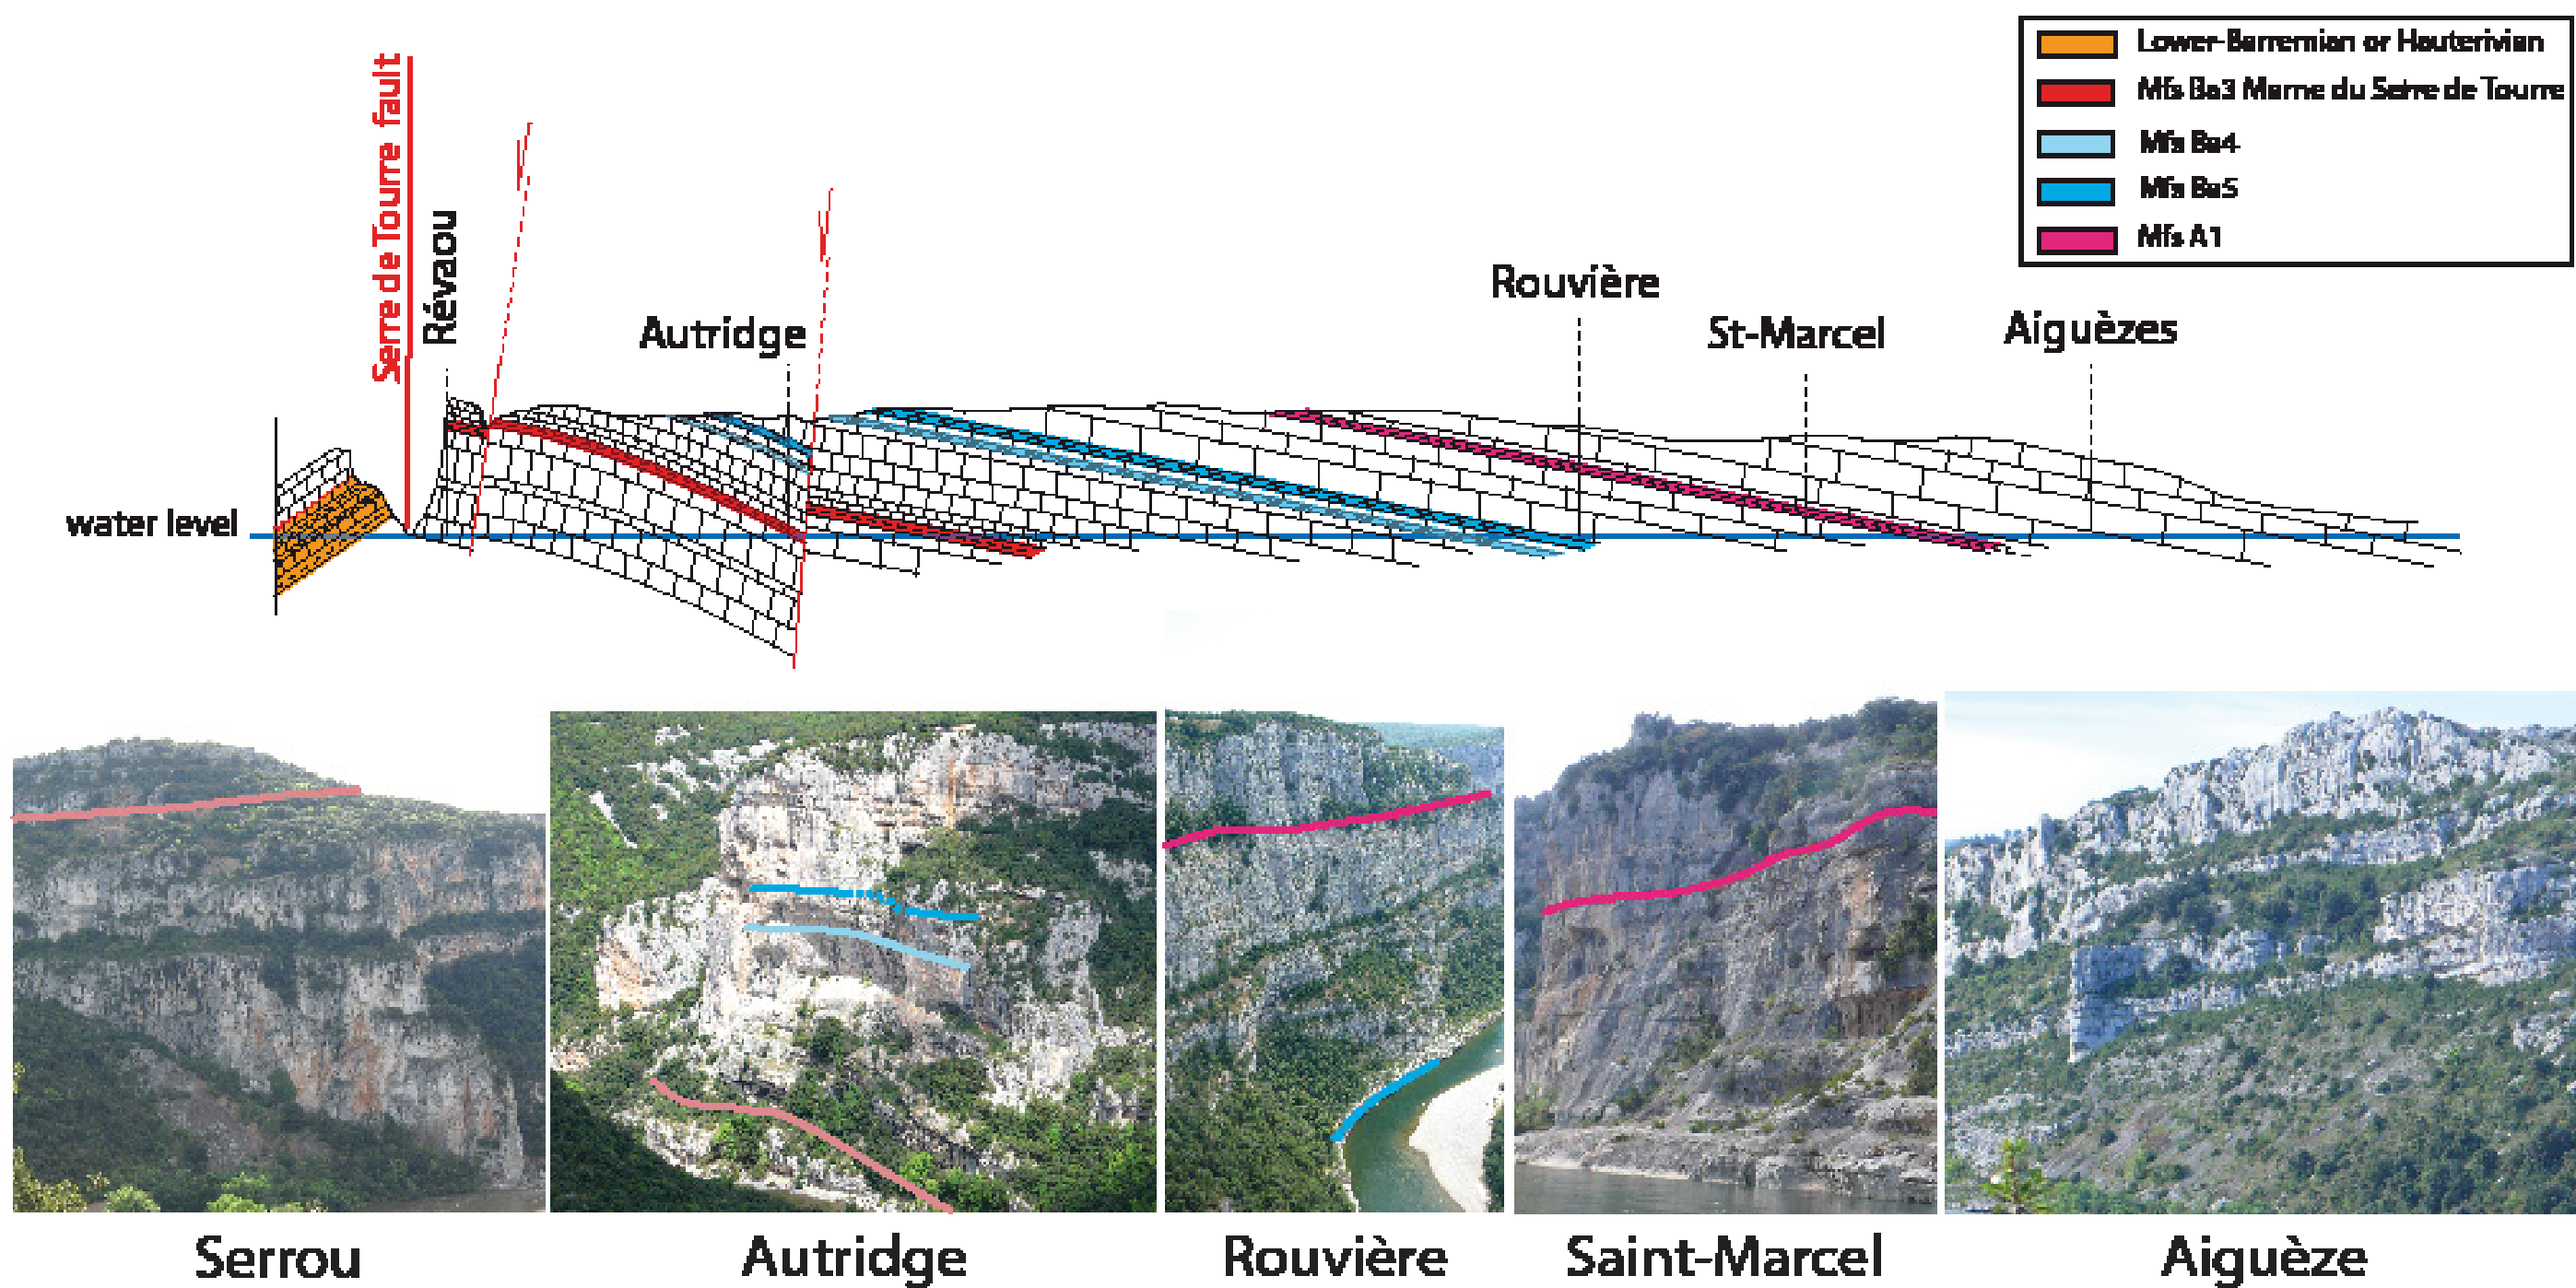 Lower-Barremian or Hauterivian
Mfs Ba3 Marne du Serre de Tourre
Mfs Ba4
Mfs Ba5
Mfs A1
Serre de Tourre fault
Révaou
Autridge
Rouvière
St-Marcel
Aiguèzes
water level
Serrou
Autridge
Rouvière
Saint-Marcel
Aiguèze